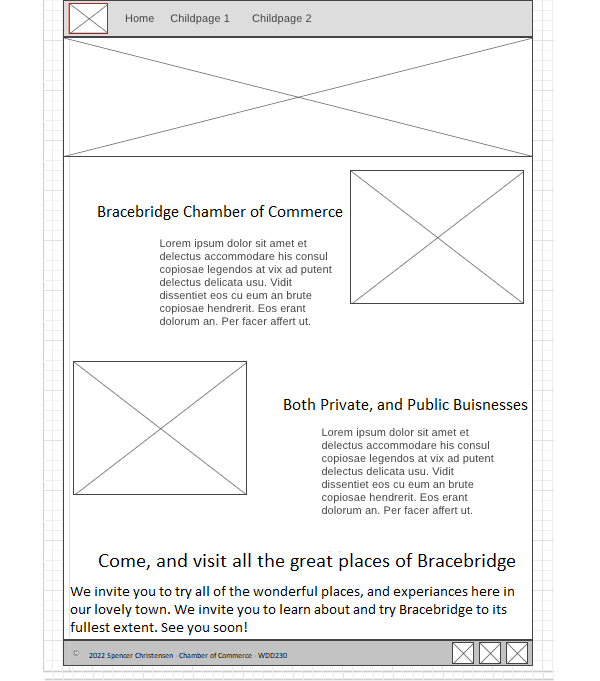 Home Childpage 1 Childpage 2
Bracebridge Chamber of Commerce
Lorem ipsum dolor sit amet et
delectus accommodare his consul
copiosae legendos at vix ad putent
delectus delicata usu. Vidit
dissentiet eos cu eum an brute
copiosae hendrerit. Eos erant
dolorum an. Per facer affert ut.
Both Private, and Public Buisnesses
Lorem ipsum dolor sit amet et
delectus accommodare his consul
copiosae legendos at vix ad putent
delectus delicata usu. Vidit
dissentiet eos cu eum an brute
copiosae hendrerit. Eos erant
dolorum an. Per facer affert ut.
Come, and visit all the great places of Bracebridge
We invite you to try all of the wonderful places, and experiances here in
our lovely town. We invite you to learn about and try Bracebridge to its
fullest extent. See you soon!
© 2022 Spencer Christensen · Chamber of Commerce · WDD230